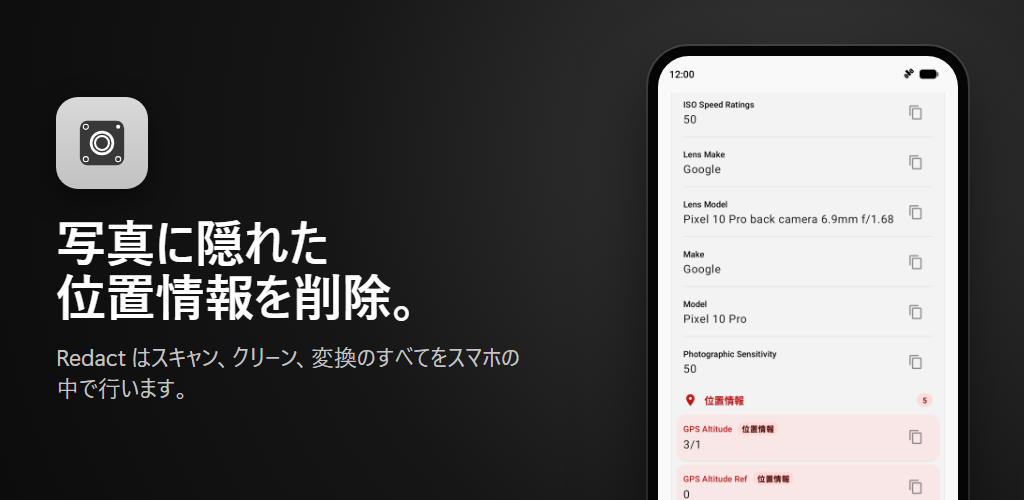 写真に隠れた
位置情報を削除。
Redact はスキャン、クリーン、変換のすべてをスマホの
中で行います。
12:00
ISO Speed Ratings
50
Lens Make
Google
Lens Model
Pixel 10 Pro back camera 6.9mm f/1.68
Make
Google
Model
Pixel 10 Pro
Photographic Sensitivity
50
位置情報 5
GPS Altitude 位置情報
3/1
GPS Altitude Ref 位置情報
0